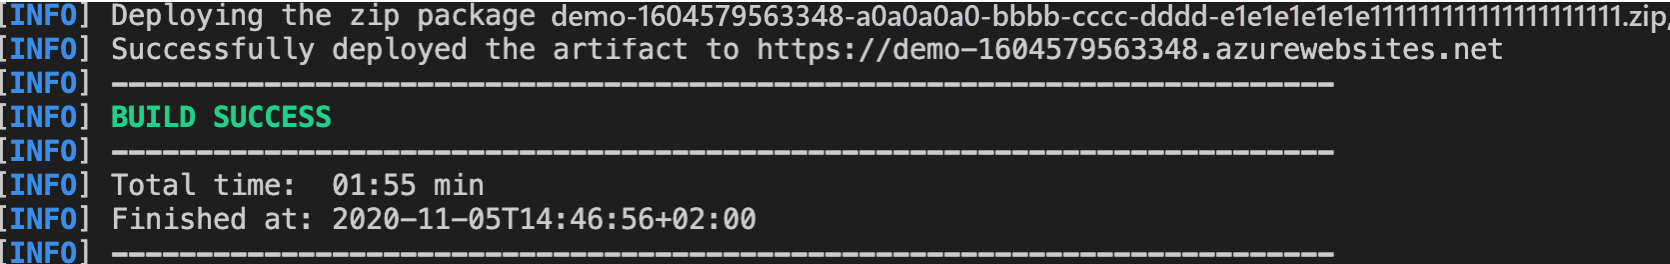 [INFO] Deploying the zip package demo-1604579563348-a0a0a0a0-bbbb-cccc-dddd-e1e1e1e1e1e1111111111111111111.zip,
[INFO] Successfully deployed the artifact to https://demo-1604579563348.azurewebsites.net
[INFO] ------------------------------------------------------------------------
[INFO] BUILD SUCCESS
[INFO] ------------------------------------------------------------------------
[INFO] Total time:  01:55 min
[INFO] Finished at: 2020-11-05T14:46:56+02:00
[INFO] ------------------------------------------------------------------------